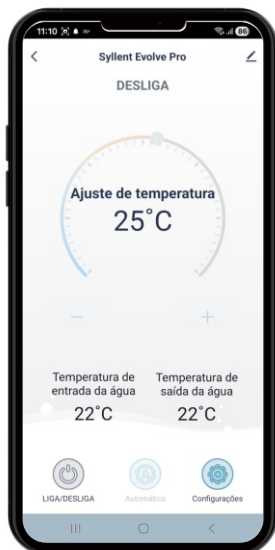 11:10
86
Syllent Evolve Pro
DESLIGA
Ajuste de temperatura
25°C
Temperatura de
entrada da água
22°C
Temperatura de
saída da água
22°C
LIGA/DESLIGA
Automático
Configurações